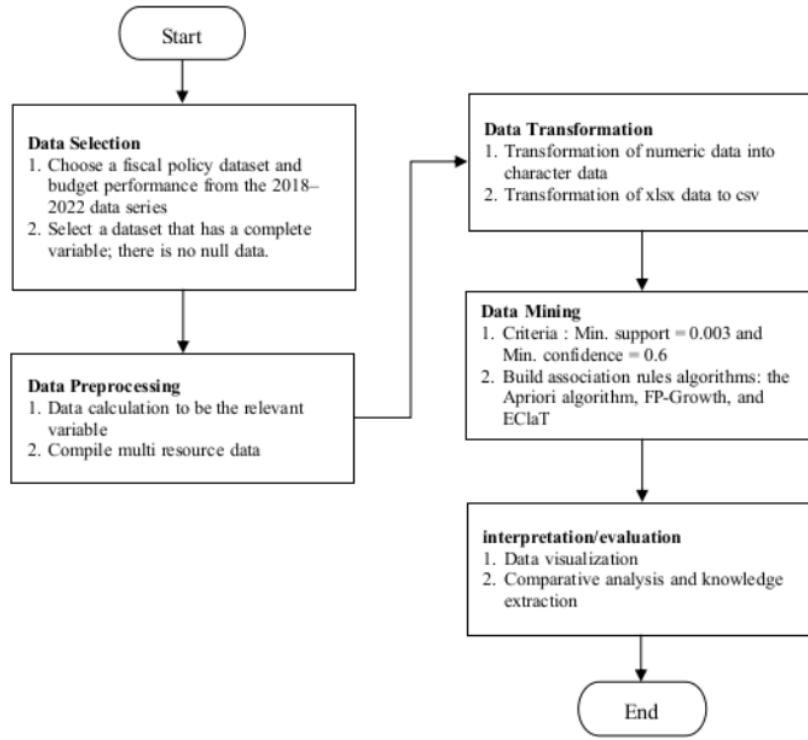 Start
Data Selection
1. Choose a fiscal policy dataset and
budget performance from the 2018–
2022 data series
2. Select a dataset that has a complete
variable; there is no null data.
Data Preprocessing
1. Data calculation to be the relevant
variable
2. Compile multi resource data
Data Transformation
1. Transformation of numeric data into
character data
2. Transformation of xlsx data to csv
Data Mining
1. Criteria : Min. support = 0.003 and
Min. confidence = 0.6
2. Build association rules algorithms: the
Apriori algorithm, FP-Growth, and
EClaT
interpretation/evaluation
1. Data visualization
2. Comparative analysis and knowledge
extraction
End